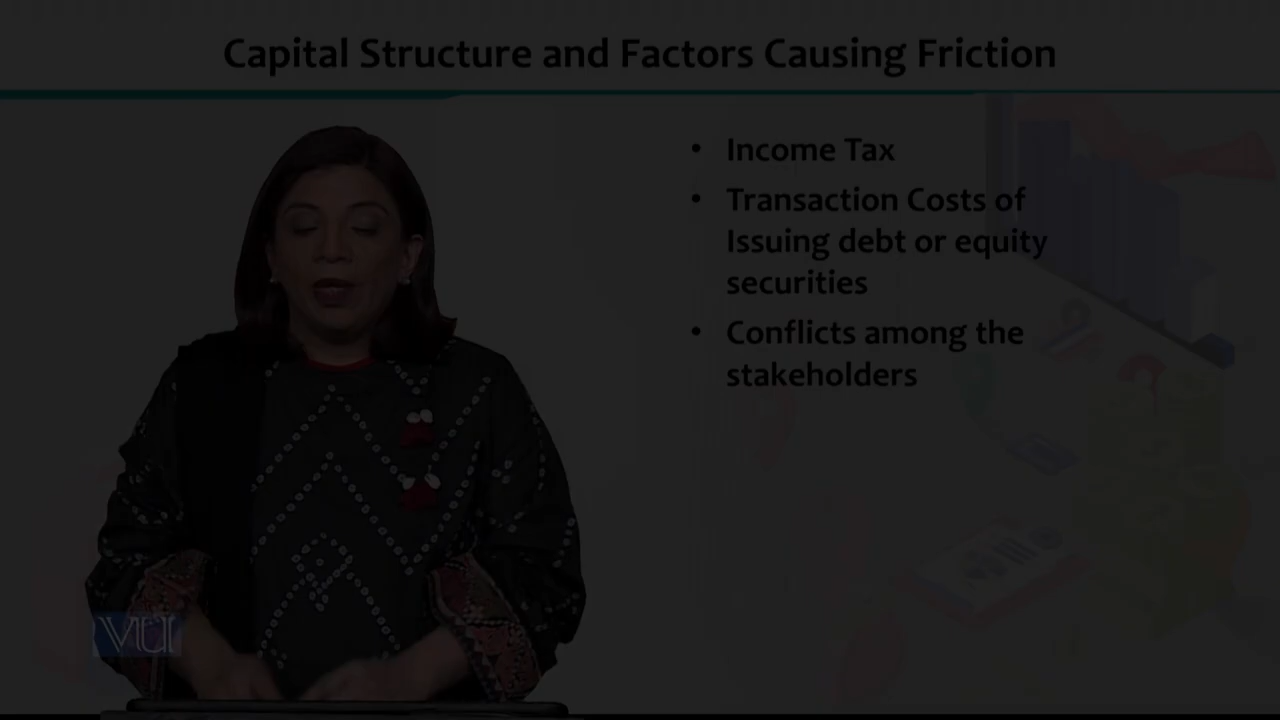 Capital Structure and Factors Causing Friction
• Income Tax
• Transaction Costs of
Issuing debt or equity
securities
• Conflicts among the
stakeholders
VU